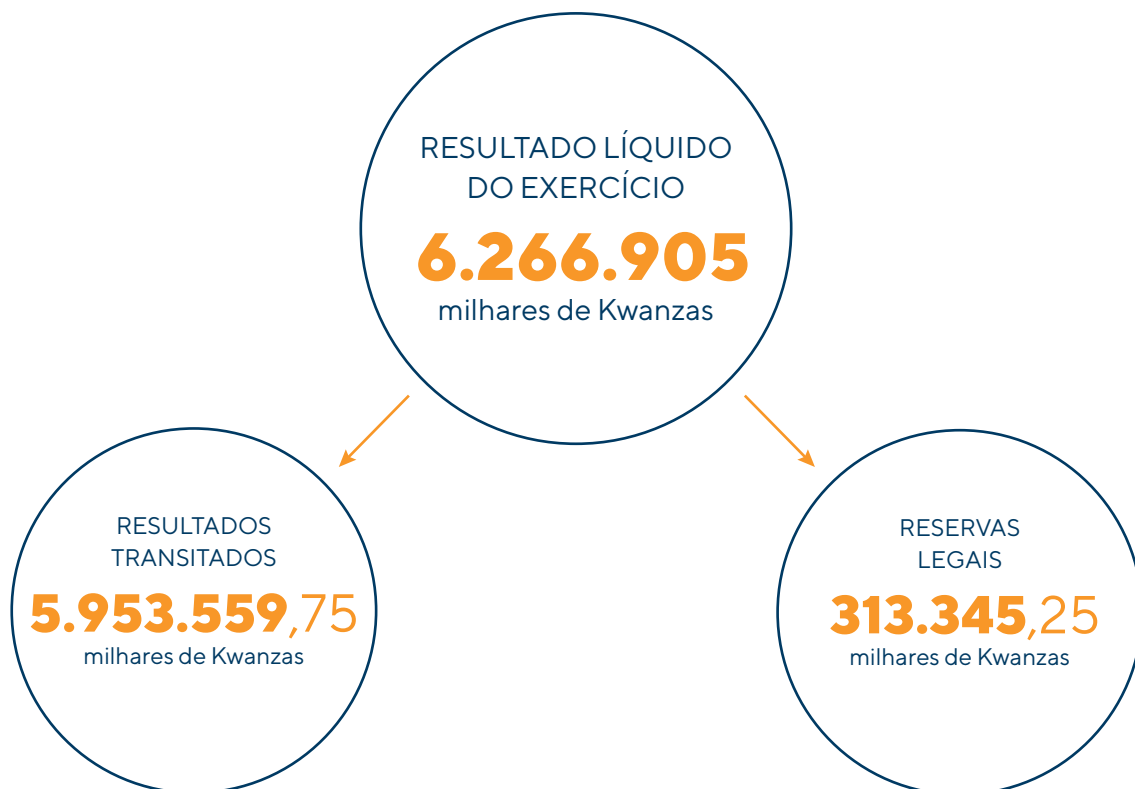 RESULTADO LÍQUIDO
DO EXERCÍCIO
6.266.905
milhares de Kwanzas
RESULTADOS
TRANSITADOS
5.953.559,75
milhares de Kwanzas
RESERVAS
LEGAIS
313.345,25
milhares de Kwanzas